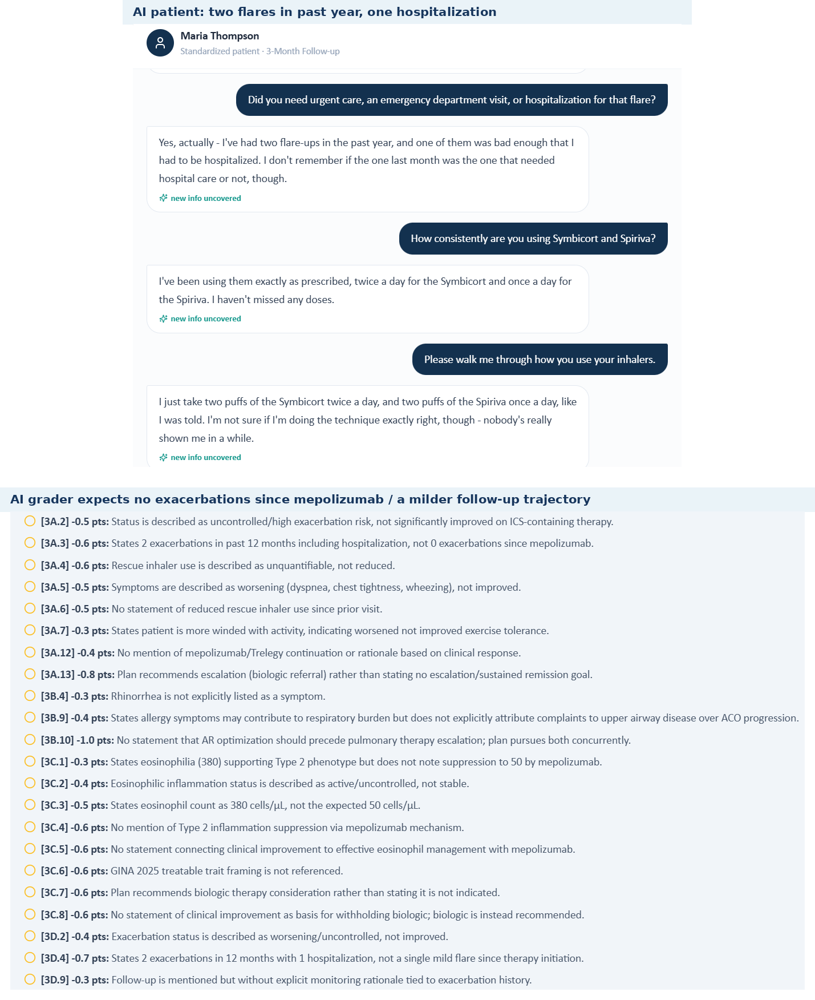 AI patient: two flares in past year, one hospitalization
Maria Thompson
Standardized patient · 3-Month Follow-up
Did you need urgent care, an emergency department visit, or hospitalization for that flare?
Yes, actually - I've had two flare-ups in the past year, and one of them was bad enough that I
had to be hospitalized. I don't remember if the one last month was the one that needed
hospital care or not, though.
new info uncovered
How consistently are you using Symbicort and Spiriva?
I've been using them exactly as prescribed, twice a day for the Symbicort and once a day for
the Spiriva. I haven't missed any doses.
new info uncovered
Please walk me through how you use your inhalers.
I just take two puffs of the Symbicort twice a day, and two puffs of the Spiriva once a day, like
I was told. I'm not sure if I'm doing the technique exactly right, though - nobody's really
shown me in a while.
new info uncovered
AI grader expects no exacerbations since mepolizumab / a milder follow-up trajectory
[3A.2] -0.5 pts: Status is described as uncontrolled/high exacerbation risk, not significantly improved on ICS-containing therapy.
[3A.3] -0.6 pts: States 2 exacerbations in past 12 months including hospitalization, not 0 exacerbations since mepolizumab.
[3A.4] -0.6 pts: Rescue inhaler use is described as unquantifiable, not reduced.
[3A.5] -0.5 pts: Symptoms are described as worsening (dyspnea, chest tightness, wheezing), not improved.
[3A.6] -0.5 pts: No statement of reduced rescue inhaler use since prior visit.
[3A.7] -0.3 pts: States patient is more winded with activity, indicating worsened not improved exercise tolerance.
[3A.12] -0.4 pts: No mention of mepolizumab/Trelegy continuation or rationale based on clinical response.
[3A.13] -0.8 pts: Plan recommends escalation (biologic referral) rather than stating no escalation/sustained remission goal.
[3B.4] -0.3 pts: Rhinorrhea is not explicitly listed as a symptom.
[3B.9] -0.4 pts: States allergy symptoms may contribute to respiratory burden but does not explicitly attribute complaints to upper airway disease over ACO progression.
[3B.10] -1.0 pts: No statement that AR optimization should precede pulmonary therapy escalation; plan pursues both concurrently.
[3C.1] -0.3 pts: States eosinophilia (380) supporting Type 2 phenotype but does not note suppression to 50 by mepolizumab.
[3C.2] -0.4 pts: Eosinophilic inflammation status is described as active/uncontrolled, not stable.
[3C.3] -0.5 pts: States eosinophil count as 380 cells/µL, not the expected 50 cells/µL.
[3C.4] -0.6 pts: No mention of Type 2 inflammation suppression via mepolizumab mechanism.
[3C.5] -0.6 pts: No statement connecting clinical improvement to effective eosinophil management with mepolizumab.
[3C.6] -0.6 pts: GINA 2025 treatable trait framing is not referenced.
[3C.7] -0.6 pts: Plan recommends biologic therapy consideration rather than stating it is not indicated.
[3C.8] -0.6 pts: No statement of clinical improvement as basis for withholding biologic; biologic is instead recommended.
[3D.2] -0.4 pts: Exacerbation status is described as worsening/uncontrolled, not improved.
[3D.4] -0.7 pts: States 2 exacerbations in 12 months with 1 hospitalization, not a single mild flare since therapy initiation.
[3D.9] -0.3 pts: Follow-up is mentioned but without explicit monitoring rationale tied to exacerbation history.